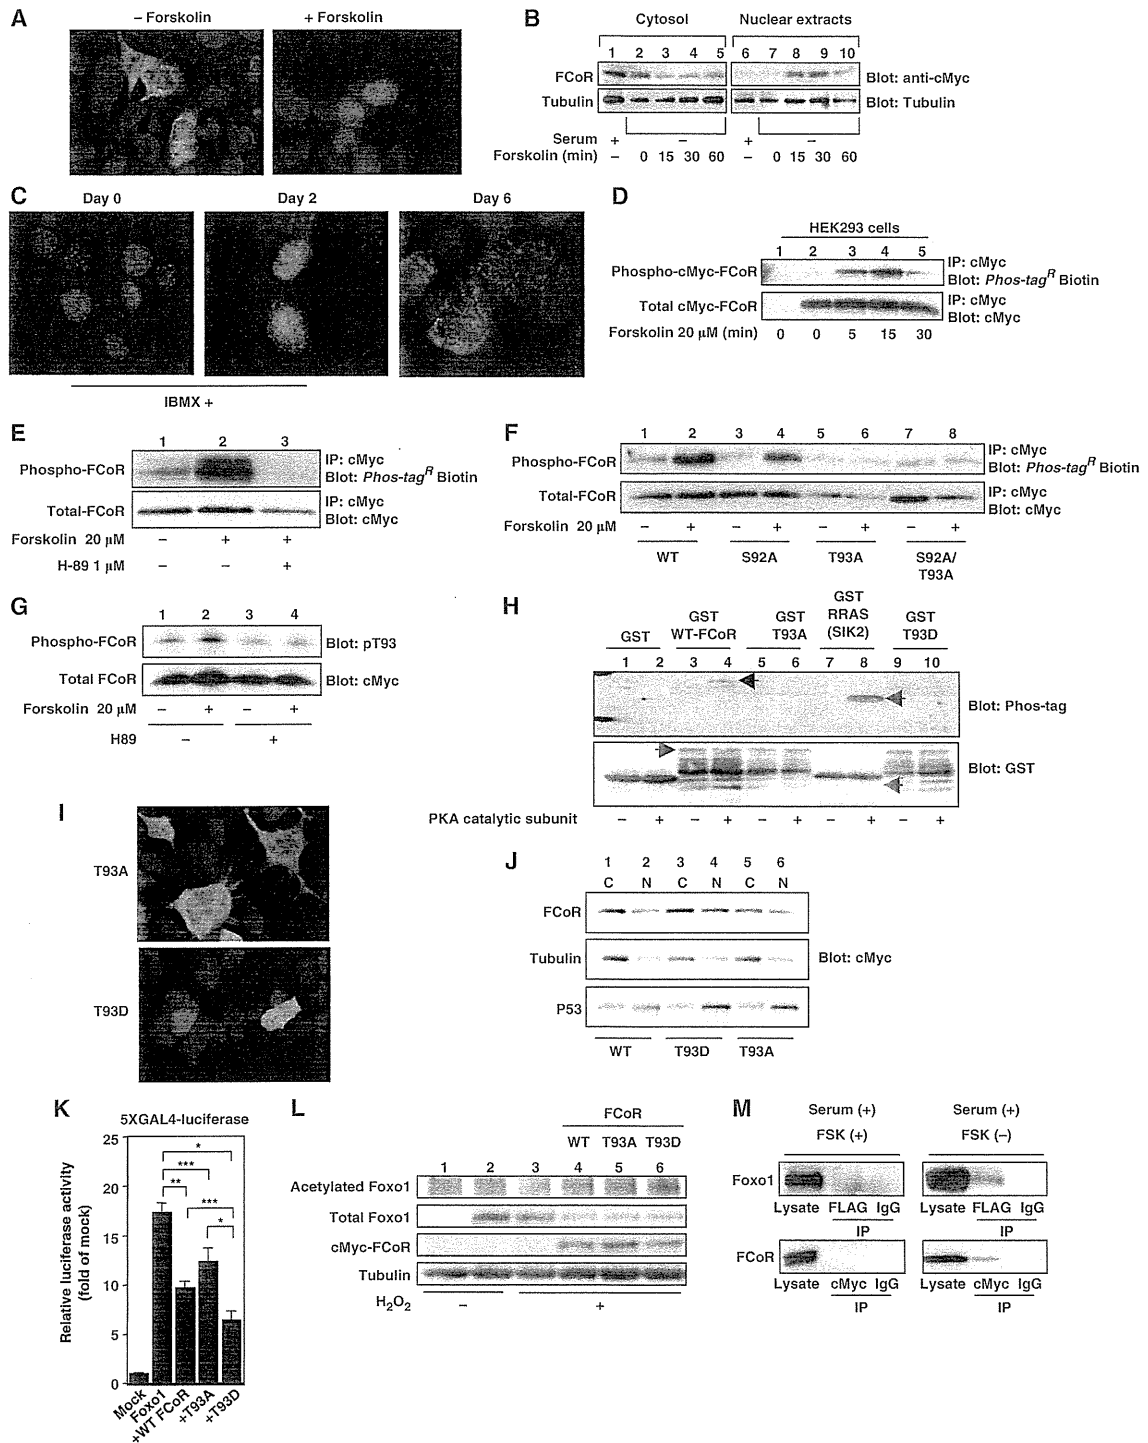 A
– Forskolin
+ Forskolin
B
Cytosol
Nuclear extracts
1 2 3 4 5 6 7 8 9 10
FCoR
Blot: anti-cMyc
Tubulin
Blot: Tubulin
Serum + – + –
Forskolin (min) – 0 15 30 60 – 0 15 30 60
C
Day 0
Day 2
Day 6
IBMX +
D
HEK293 cells
1 2 3 4 5
Phospho-cMyc-FCoR
IP: cMyc
Blot: Phos-tagR Biotin
Total cMyc-FCoR
IP: cMyc
Blot: cMyc
Forskolin 20 µM (min) 0 0 5 15 30
E
1 2 3
Phospho-FCoR
IP: cMyc
Blot: Phos-tagR Biotin
Total-FCoR
IP: cMyc
Blot: cMyc
Forskolin 20 µM – + +
H-89 1 µM – – +
F
1 2 3 4 5 6 7 8
Phospho-FCoR
IP: cMyc
Blot: Phos-tagR Biotin
Total-FCoR
IP: cMyc
Blot: cMyc
Forskolin 20 µM – + – + – + – +
WT S92A T93A S92A/
T93A
G
1 2 3 4
Phospho-FCoR
Blot: pT93
Total FCoR
Blot: cMyc
Forskolin 20 µM – + – +
H89 – +
H
GST
GST
WT-FCoR
GST
T93A
GST
RRAS
(SIK2)
GST
T93D
1 2 3 4 5 6 7 8 9 10
Blot: Phos-tag
Blot: GST
PKA catalytic subunit – + – + – + – + – +
I
T93A
T93D
J
1 2 3 4 5 6
C N C N C N
FCoR
Tubulin
Blot: cMyc
P53
WT T93D T93A
K
5XGAL4-luciferase
Relative luciferase activity
(fold of mock)
25
20
15
10
5
0
*
***
**
***
*
Mock
Foxo1
+WT FCoR
+T93A
+T93D
L
FCoR
WT T93A T93D
1 2 3 4 5 6
Acetylated Foxo1
Total Foxo1
cMyc-FCoR
Tubulin
H2O2 – +
M
Serum (+)
FSK (+)
Serum (+)
FSK (–)
Foxo1
Lysate FLAG IgG
IP
Lysate FLAG IgG
IP
FCoR
Lysate cMyc IgG
IP
Lysate cMyc IgG
IP